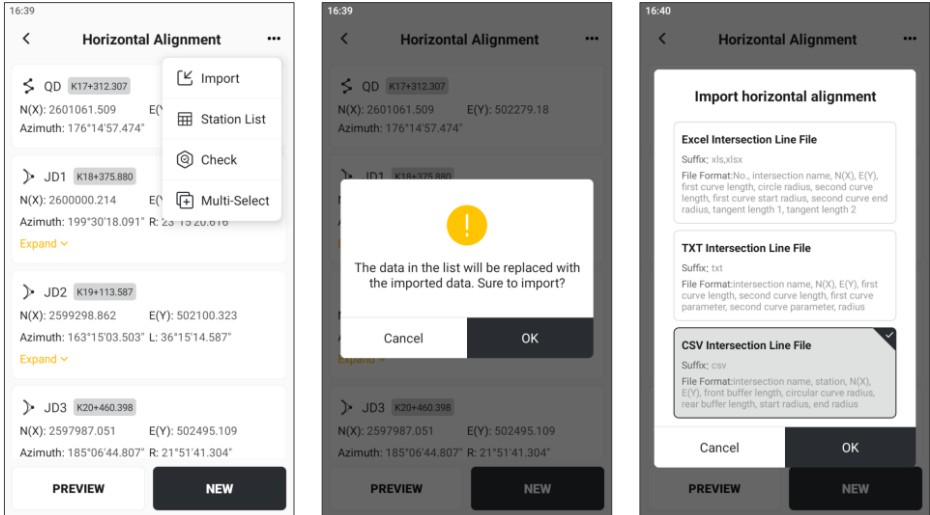 16:39
Horizontal Alignment
Import
Station List
Check
Multi-Select
QD K17+312.307
N(X): 2601061.509 E(Y
Azimuth: 176°14'57.474"
JD1 K18+375.880
N(X): 2600000.214 E(Y
Azimuth: 199°30'18.091" R: 23°15'20.616"
Expand
JD2 K19+113.587
N(X): 2599298.862 E(Y): 502100.323
Azimuth: 163°15'03.503" L: 36°15'14.587"
Expand
JD3 K20+460.398
N(X): 2597987.051 E(Y): 502495.109
Azimuth: 185°06'44.807" R: 21°51'41.304"
PREVIEW NEW
16:39
Horizontal Alignment
QD K17+312.307
N(X): 2601061.509 E(Y): 502279.18
Azimuth: 176°14'57.474"
JD1 K18+375.880
The data in the list will be replaced with
the imported data. Sure to import?
Cancel OK
Expand
JD3 K20+460.398
N(X): 2597987.051 E(Y): 502495.109
Azimuth: 185°06'44.807" R: 21°51'41.304"
PREVIEW NEW
16:40
Horizontal Alignment
Import horizontal alignment
Excel Intersection Line File
Suffix: xls,xlsx
File Format:No., intersection name, N(X), E(Y),
first curve length, circle radius, second curve
length, first curve start radius, second curve end
radius, tangent length 1, tangent length 2
TXT Intersection Line File
Suffix: txt
File Format:intersection name, N(X), E(Y), first
curve length, second curve length, first curve
parameter, second curve parameter, radius
CSV Intersection Line File
Suffix: csv
File Format:intersection name, station, N(X),
E(Y), front buffer length, circular curve radius,
rear buffer length, start radius, end radius
Cancel OK
PREVIEW NEW